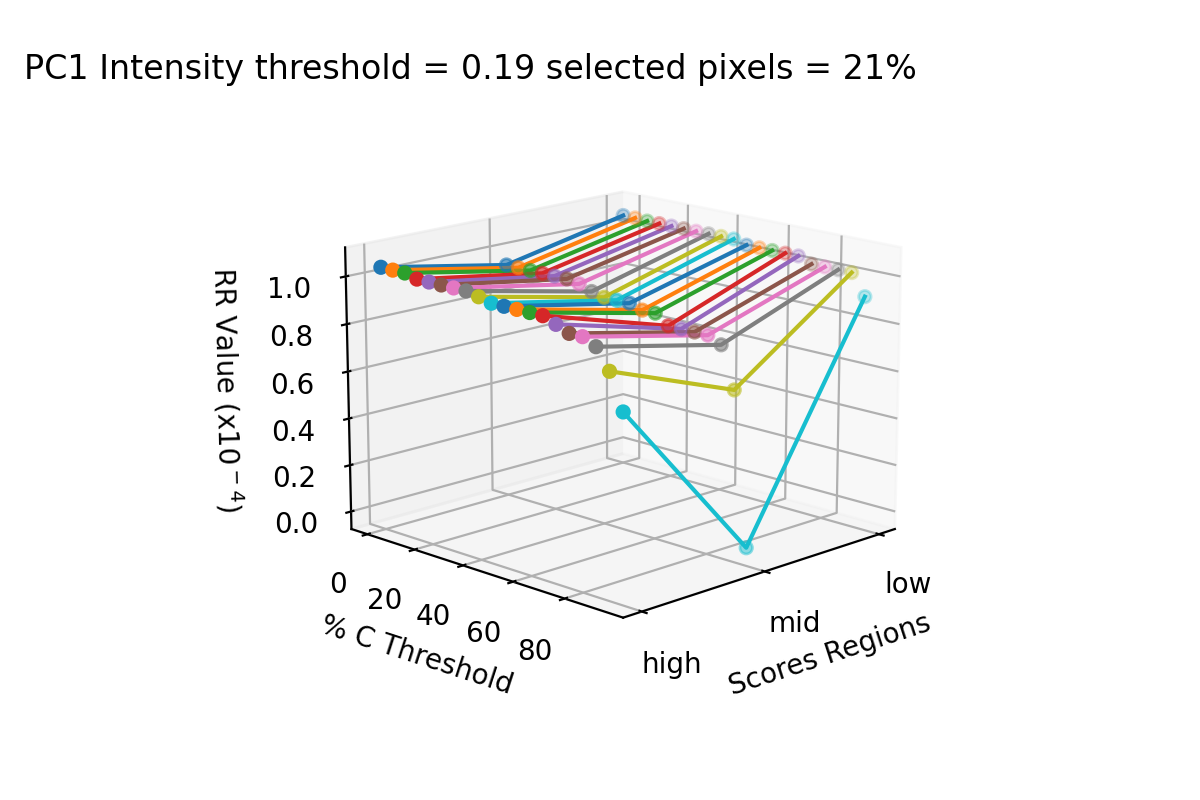 PC1 Intensity threshold = 0.19 selected pixels = 21%
RR Value (x10⁻⁴)
1.0
0.8
0.6
0.4
0.2
0.0
0
20
40
60
80
% C Threshold
high
mid
low
Scores Regions